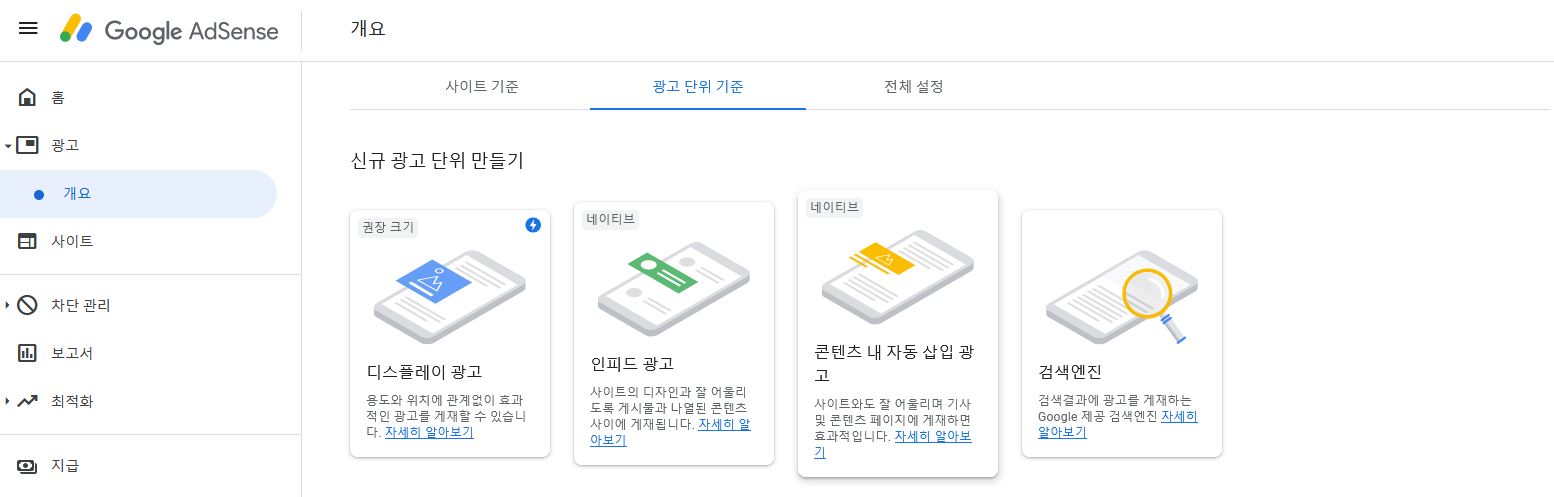 Google AdSense
개요
홈
광고
개요
사이트
차단 관리
보고서
최적화
지급
사이트 기준
광고 단위 기준
전체 설정
신규 광고 단위 만들기
권장 크기
디스플레이 광고
용도와 위치에 관계없이 효과
적인 광고를 게재할 수 있습니
다. 자세히 알아보기
네이티브
인피드 광고
사이트의 디자인과 잘 어울리
도록 게시물과 나열된 콘텐츠
사이에 게재됩니다. 자세히 알
아보기
네이티브
콘텐츠 내 자동 삽입 광
고
사이트와도 잘 어울리며 기사
및 콘텐츠 페이지에 게재하면
효과적입니다. 자세히 알아보
기
검색엔진
검색결과에 광고를 게재하는
Google 제공 검색엔진 자세히
알아보기